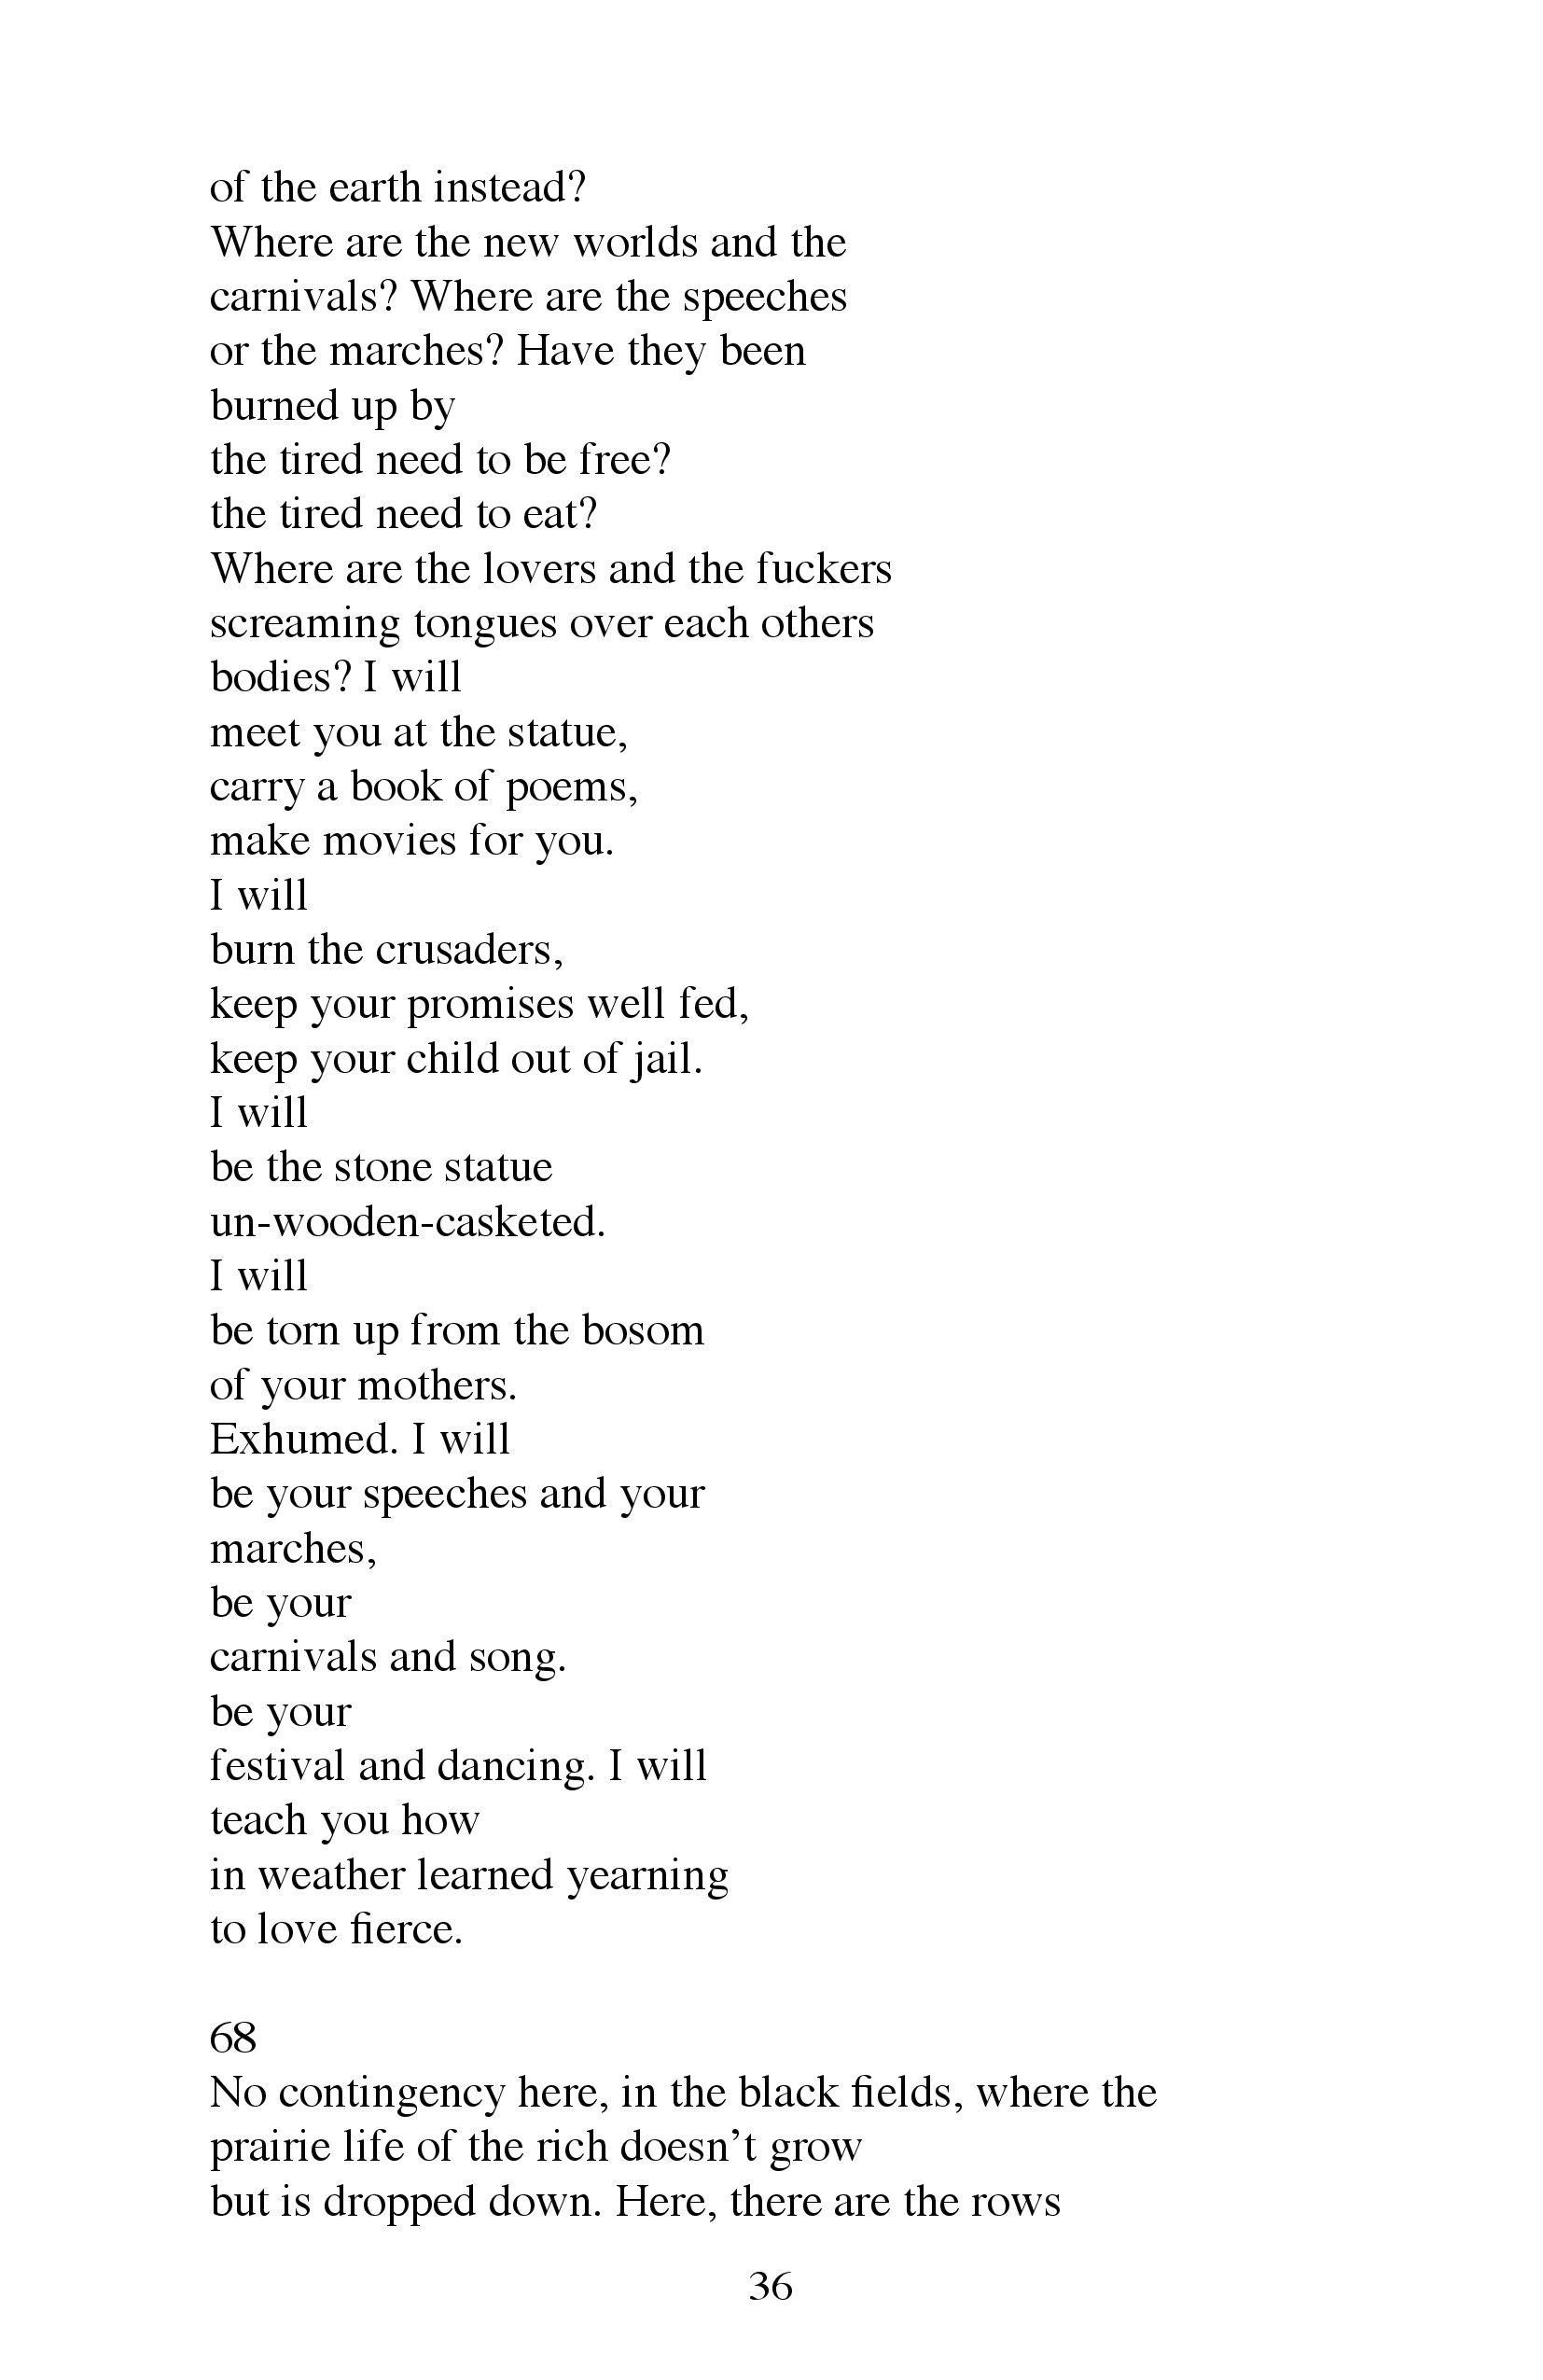 of the earth instead?
Where are the new worlds and the
carnivals? Where are the speeches
or the marches? Have they been
burned up by
the tired need to be free?
the tired need to eat?
Where are the lovers and the fuckers
screaming tongues over each others
bodies? I will
meet you at the statue,
carry a book of poems,
make movies for you.
I will
burn the crusaders,
keep your promises well fed,
keep your child out of jail.
I will
be the stone statue
un-wooden-casketed.
I will
be torn up from the bosom
of your mothers.
Exhumed. I will
be your speeches and your
marches,
be your
carnivals and song.
be your
festival and dancing. I will
teach you how
in weather learned yearning
to love fierce.
68
No contingency here, in the black fields, where the
prairie life of the rich doesn’t grow
but is dropped down. Here, there are the rows
36